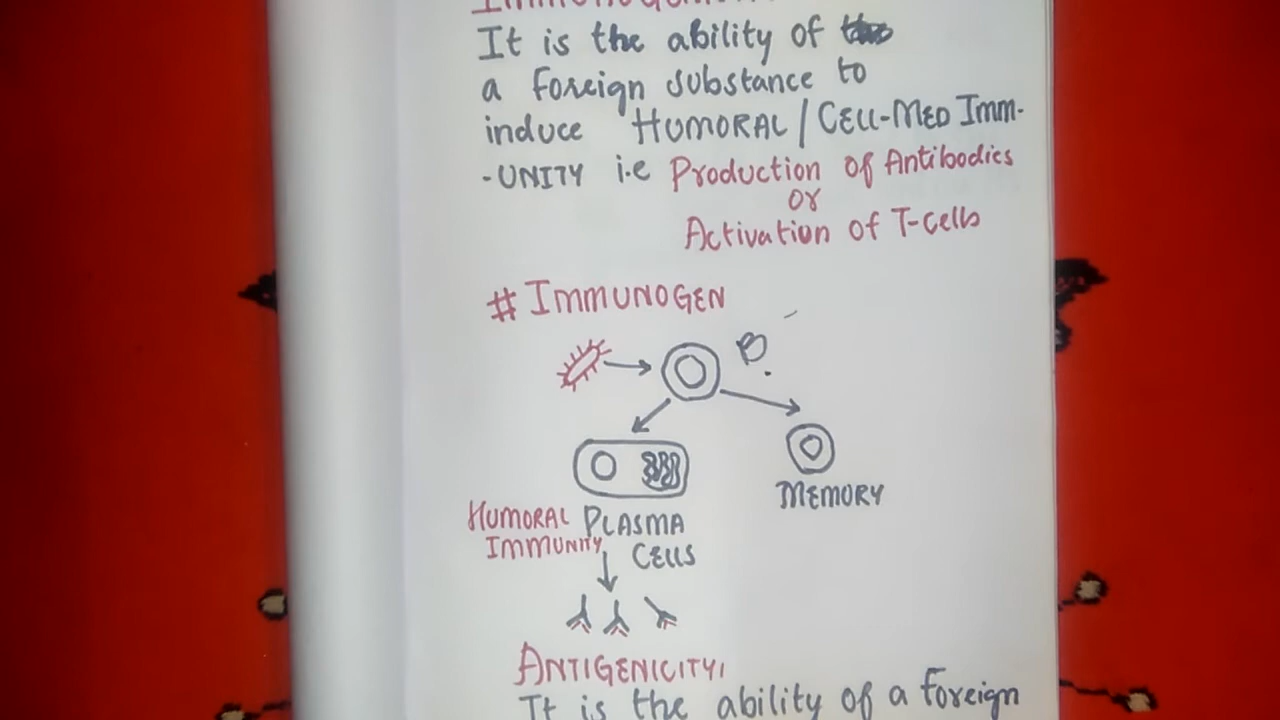 It is the ability of
a foreign substance to
induce HUMORAL / CELL-MED IMM-
-UNITY i.e Production of Antibodies
or
Activation of T-cells
# IMMUNOGEN
B
MEMORY
HUMORAL PLASMA
IMMUNITY CELLS
ANTIGENICITY:
It is the ability of a foreign